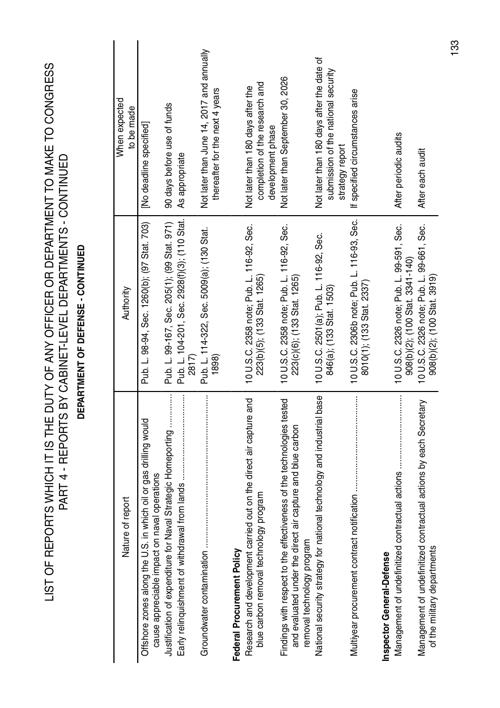 LIST OF REPORTS WHICH IT IS THE DUTY OF ANY OFFICER OR DEPARTMENT TO MAKE TO CONGRESS
PART 4 - REPORTS BY CABINET-LEVEL DEPARTMENTS - CONTINUED
DEPARTMENT OF DEFENSE - CONTINUED
Nature of report Authority When expected
to be made
Offshore zones along the U.S. in which oil or gas drilling would Pub. L. 98-94, Sec. 1260(b); (97 Stat. 703) [No deadline specified]
cause appreciable impact on naval operations
Justification of expenditure for Naval Strategic Homeporting ............ Pub. L. 99-167, Sec. 205(1); (99 Stat. 971) 90 days before use of funds
Early relinquishment of withdrawal from lands .............................. Pub. L. 104-201, Sec. 2928(f)(3); (110 Stat. As appropriate
2817)
Groundwater contamination ...................................................... Pub. L. 114-322, Sec. 5009(a); (130 Stat. Not later than June 14, 2017 and annually
1898) thereafter for the next 4 years
Federal Procurement Policy
Research and development carried out on the direct air capture and 10 U.S.C. 2358 note; Pub. L. 116-92, Sec. Not later than 180 days after the
blue carbon removal technology program 223(b)(5); (133 Stat. 1265) completion of the research and
development phase
Findings with respect to the effectiveness of the technologies tested 10 U.S.C. 2358 note; Pub. L. 116-92, Sec. Not later than September 30, 2026
and evaluated under the direct air capture and blue carbon 223(c)(6); (133 Stat. 1265)
removal technology program
National security strategy for national technology and industrial base 10 U.S.C. 2501(a); Pub. L. 116-92, Sec. Not later than 180 days after the date of
846(a); (133 Stat. 1503) submission of the national security
strategy report
Multiyear procurement contract notification .................................. 10 U.S.C. 2306b note; Pub. L. 116-93, Sec. If specified circumstances arise
8010(1); (133 Stat. 2337)
Inspector General-Defense
Management of undefinitized contractual actions .......................... 10 U.S.C. 2326 note; Pub. L. 99-591, Sec. After periodic audits
908(b)(2); (100 Stat. 3341-140)
Management of undefinitized contractual actions by each Secretary 10 U.S.C. 2326 note; Pub. L. 99-661, Sec. After each audit
of the military departments 908(b)(2); (100 Stat. 3919)
133